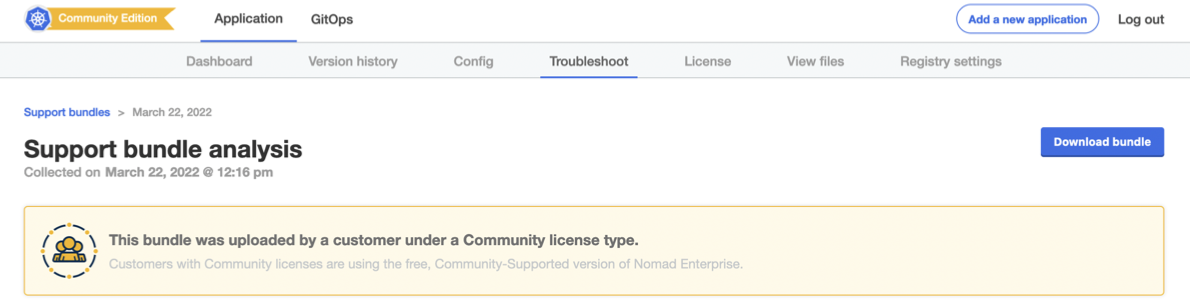 Community Edition Application GitOps Add a new application Log out
Dashboard Version history Config Troubleshoot License View files Registry settings
Support bundles > March 22, 2022
Support bundle analysis
Download bundle
Collected on March 22, 2022 @ 12:16 pm
This bundle was uploaded by a customer under a Community license type.
Customers with Community licenses are using the free, Community-Supported version of Nomad Enterprise.